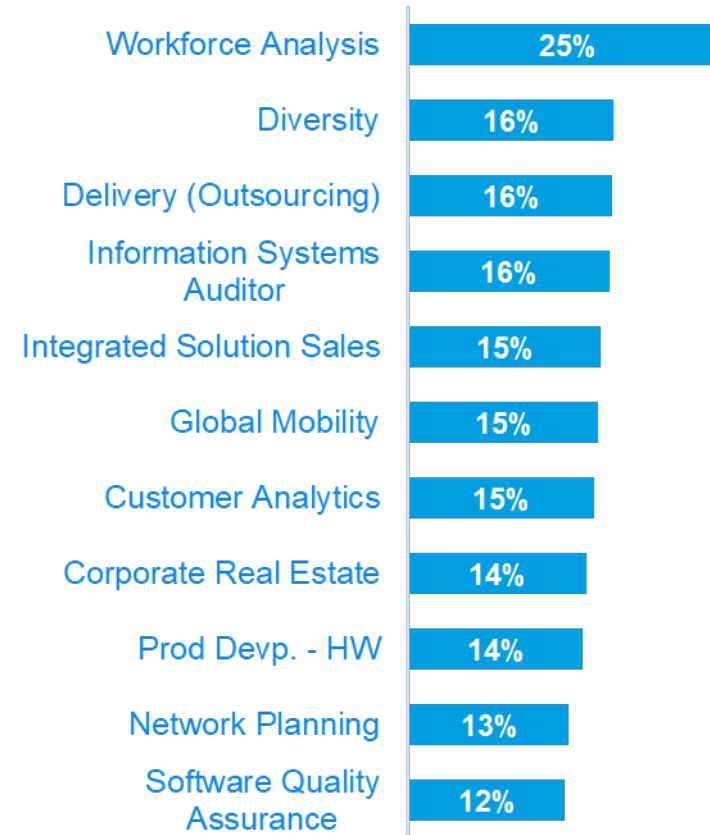 Workforce Analysis 25%
Diversity 16%
Delivery (Outsourcing) 16%
Information Systems
Auditor 16%
Integrated Solution Sales 15%
Global Mobility 15%
Customer Analytics 15%
Corporate Real Estate 14%
Prod Devp. - HW 14%
Network Planning 13%
Software Quality
Assurance 12%